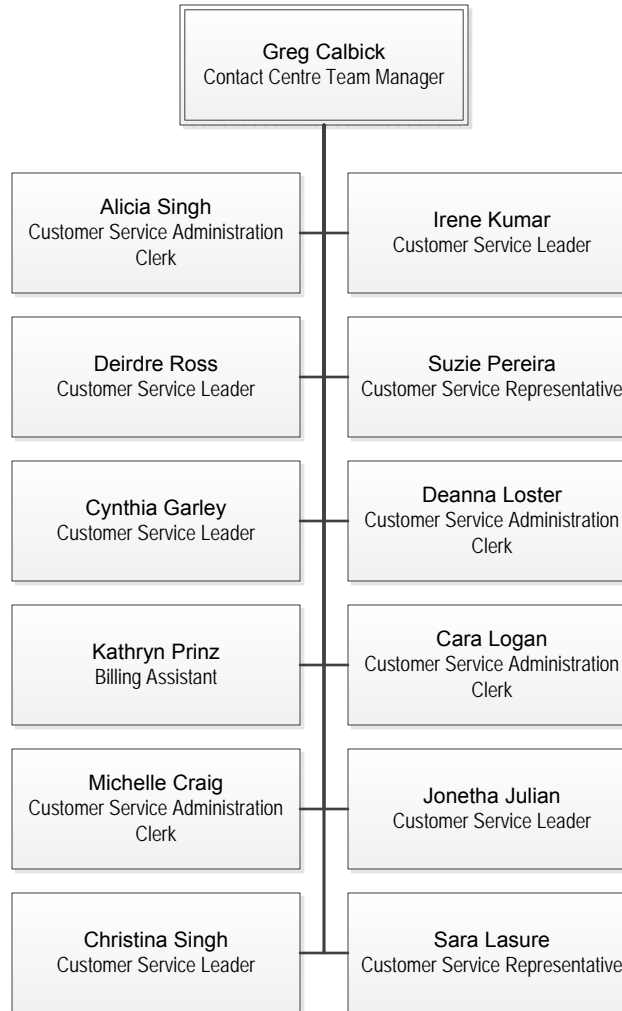 Greg Calbick
Contact Centre Team Manager
Alicia Singh
Customer Service Administration
Clerk
Irene Kumar
Customer Service Leader
Deirdre Ross
Customer Service Leader
Suzie Pereira
Customer Service Representative
Cynthia Garley
Customer Service Leader
Deanna Loster
Customer Service Administration
Clerk
Kathryn Prinz
Billing Assistant
Cara Logan
Customer Service Administration
Clerk
Michelle Craig
Customer Service Administration
Clerk
Jonetha Julian
Customer Service Leader
Christina Singh
Customer Service Leader
Sara Lasure
Customer Service Representative